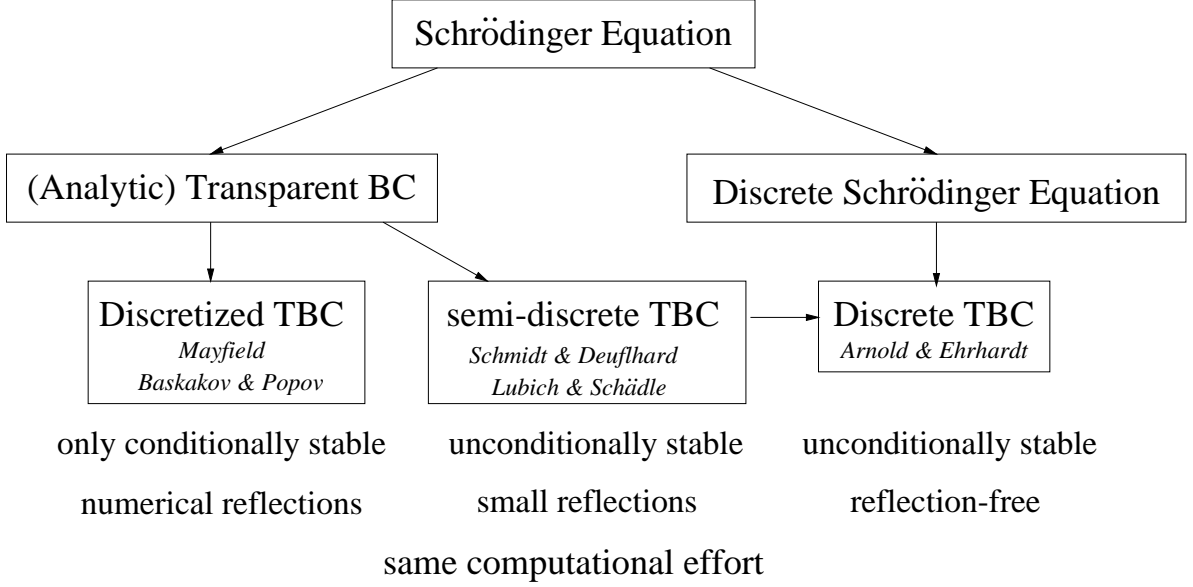 Schrödinger Equation
(Analytic) Transparent BC
Discrete Schrödinger Equation
Discretized TBC
Mayfield
Baskakov & Popov
semi-discrete TBC
Schmidt & Deuflhard
Lubich & Schädle
Discrete TBC
Arnold & Ehrhardt
only conditionally stable
unconditionally stable
unconditionally stable
numerical reflections
small reflections
reflection-free
same computational effort